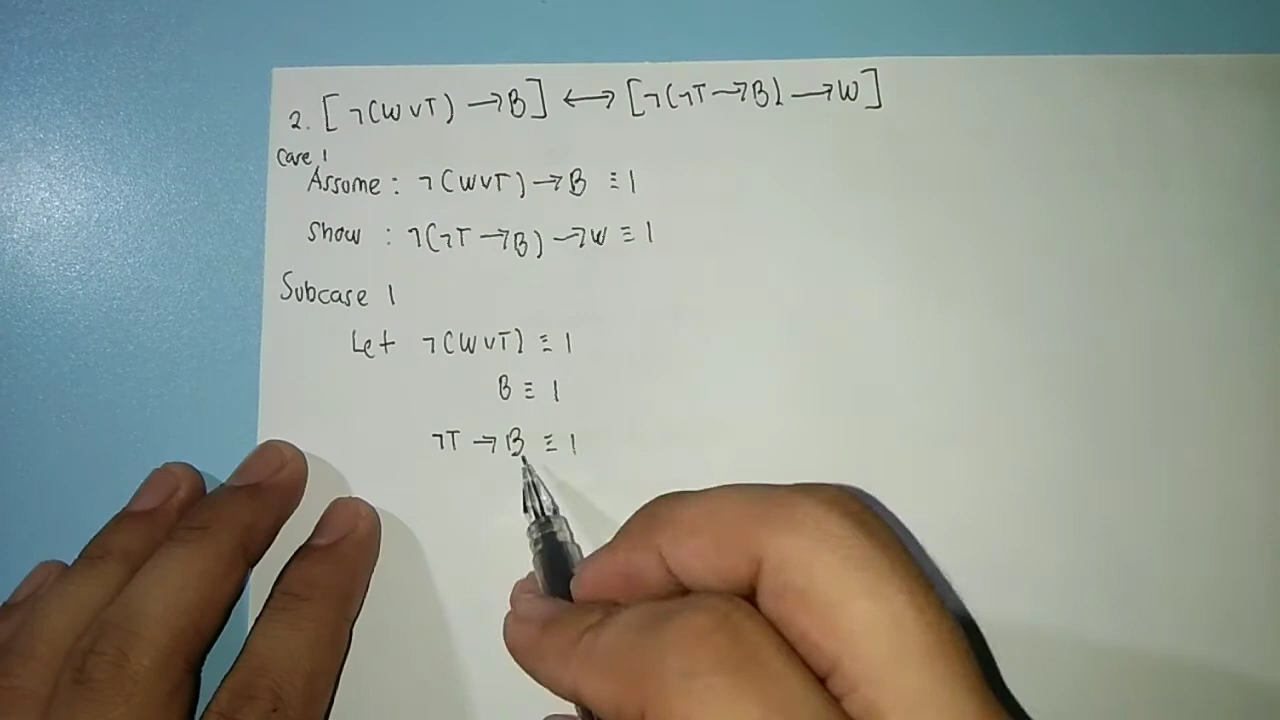 2. [¬(W∨T) → B] ↔ [¬(¬T → B) → W]
Case 1
Assume : ¬(W∨T) → B ≡ 1
Show : ¬(¬T → B) → W ≡ 1
Subcase 1
Let ¬(W∨T) ≡ 1
B ≡ 1
¬T → B ≡ 1